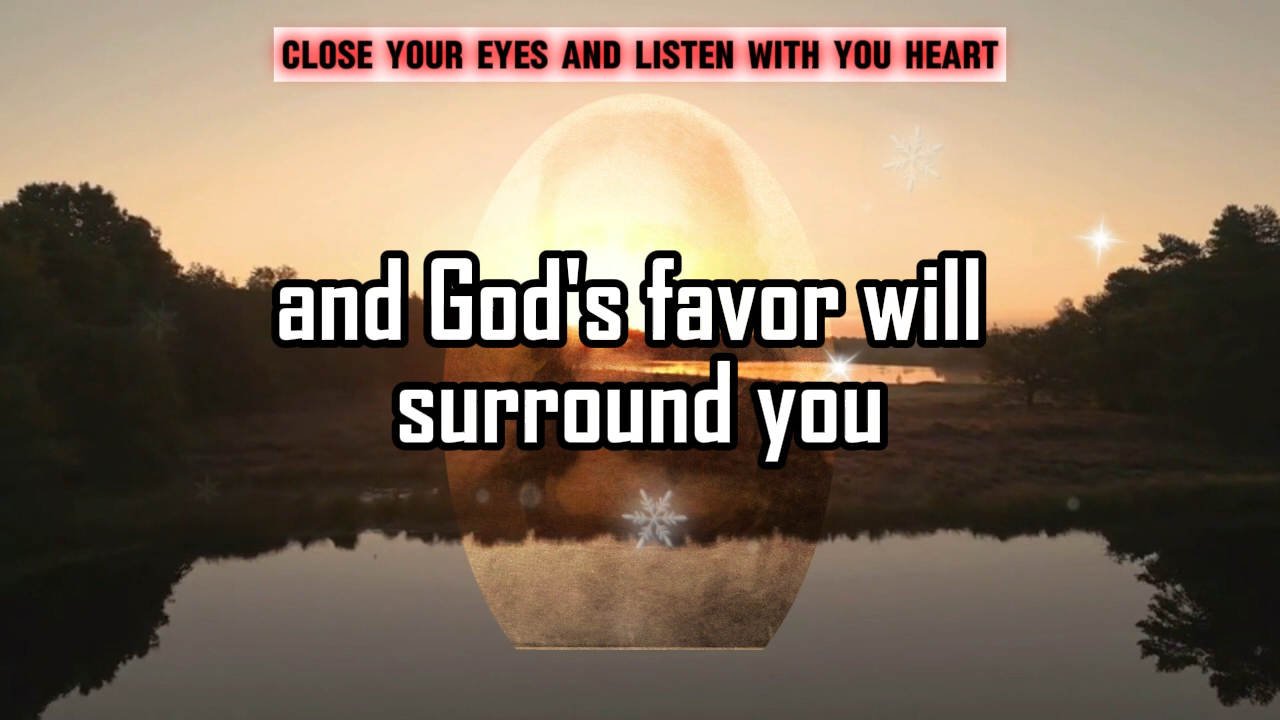 CLOSE YOUR EYES AND LISTEN WITH YOU HEART
and God's favor will
surround you